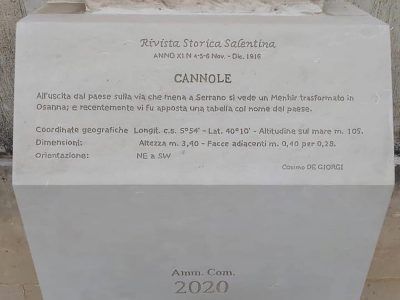 Rivista Storica Salentina
ANNO XI N 4-5-6 Nov. - Dic. 1916
CANNOLE
All'uscita dal paese sulla via che mena a Serrano si vede un Menhir trasformato in
Osanna; e recentemente vi fu apposta una tabella col nome del paese.
Coordinate geografiche Longit. c.s. 5°54' - Lat. 40°10' - Altitudine sul mare m. 105.
Dimensioni: Altezza m. 3,40 - Facce adiacenti m. 0,40 per 0,28.
Orientazione: NE a SW
Cosimo DE GIORGI
Amm. Com.
2020